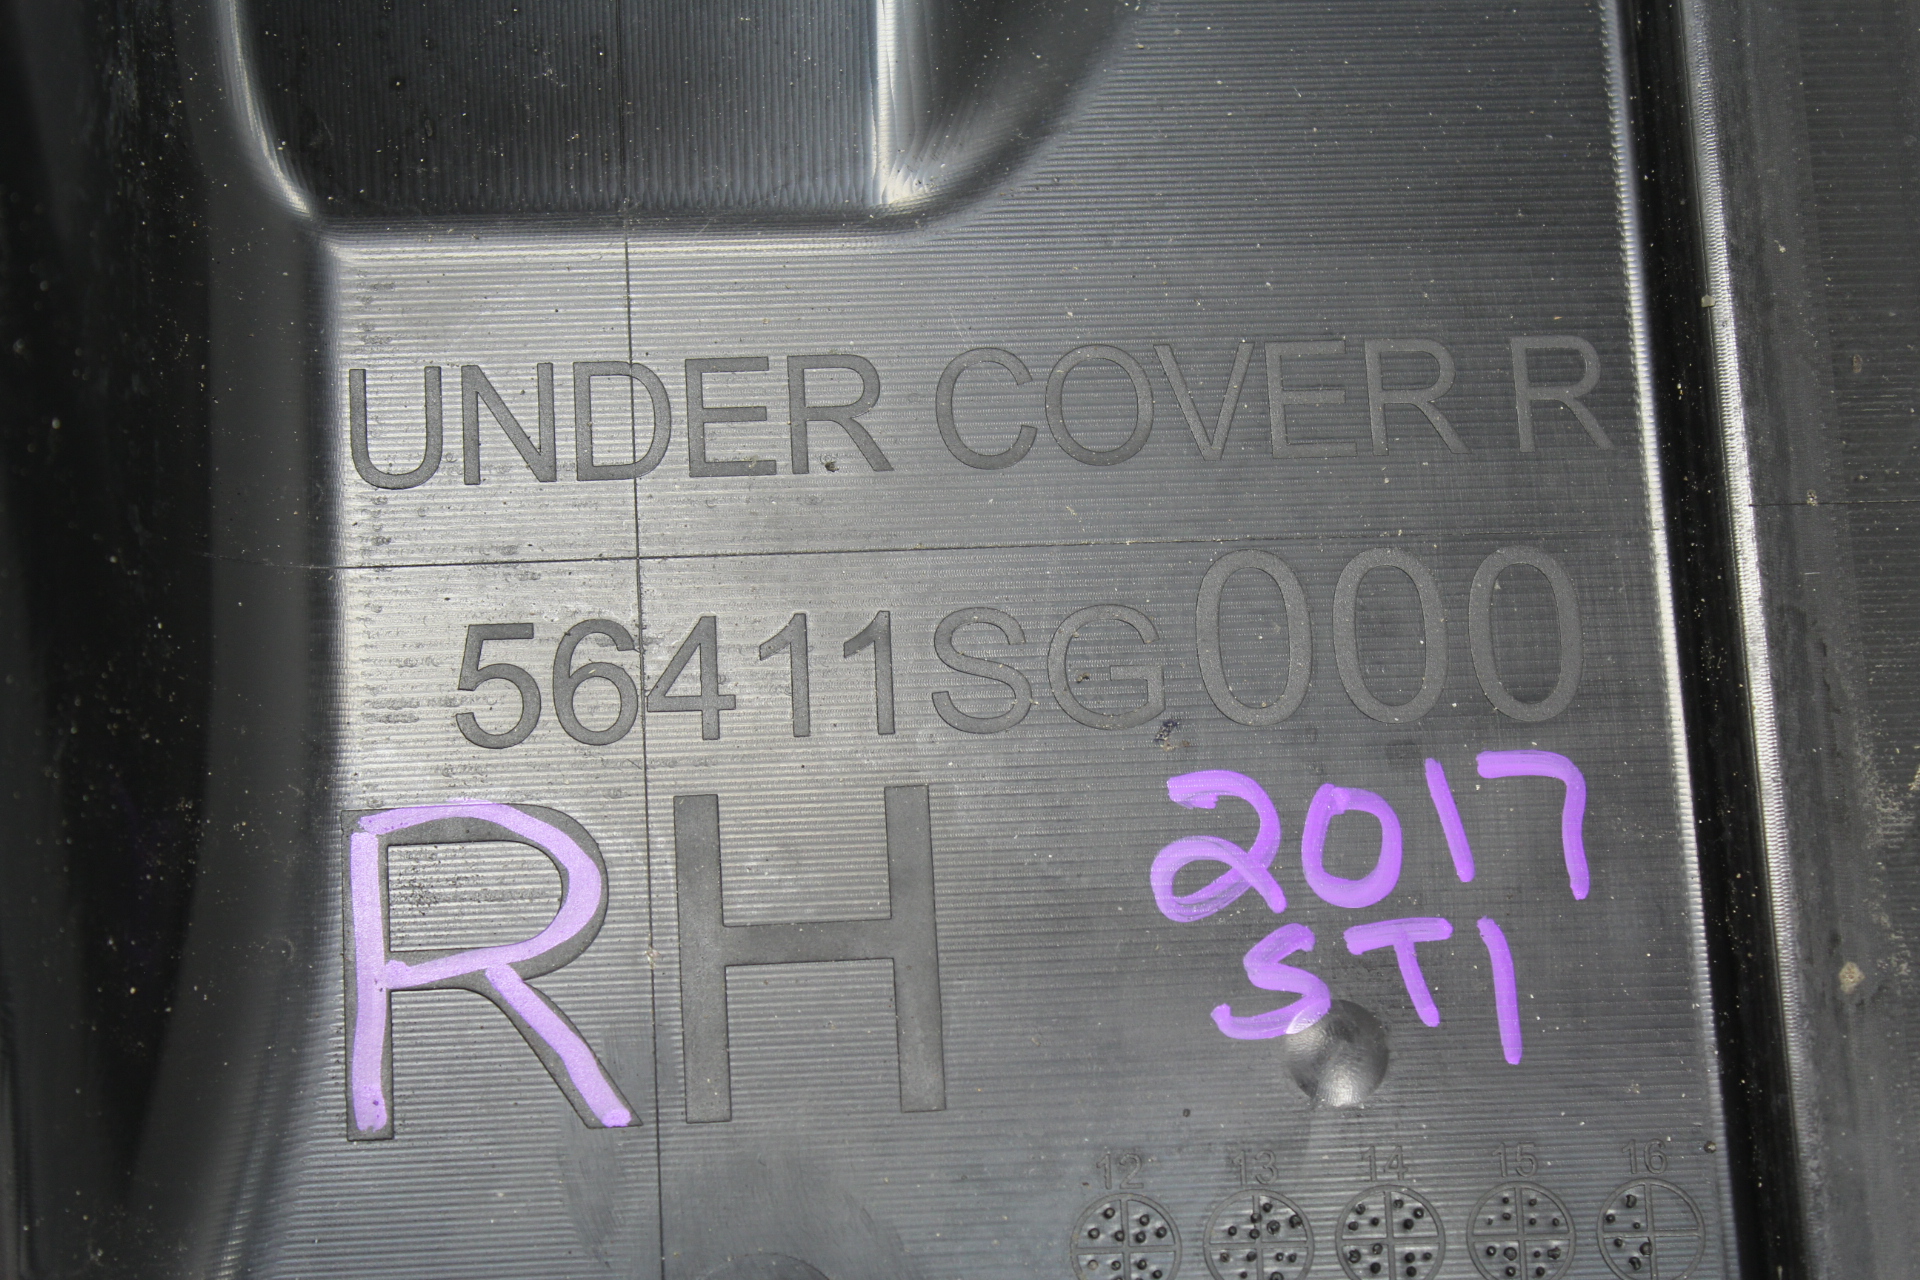 UNDER COVER R
56411SG000
RH
2017
STI
12 13 14 15 16